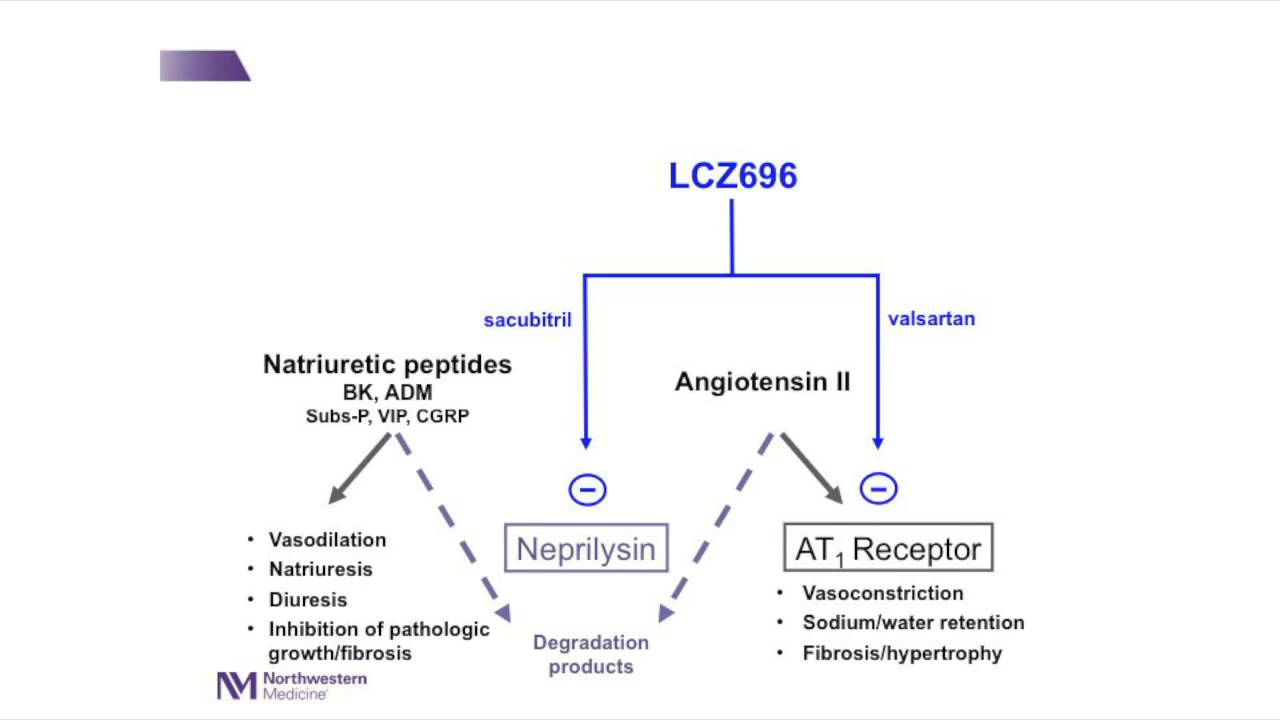 LCZ696
sacubitril
valsartan
Natriuretic peptides
BK, ADM
Subs-P, VIP, CGRP
Angiotensin II
−
−
Neprilysin
AT1 Receptor
• Vasodilation
• Natriuresis
• Diuresis
• Inhibition of pathologic
growth/fibrosis
Degradation
products
• Vasoconstriction
• Sodium/water retention
• Fibrosis/hypertrophy
NM Northwestern
Medicine